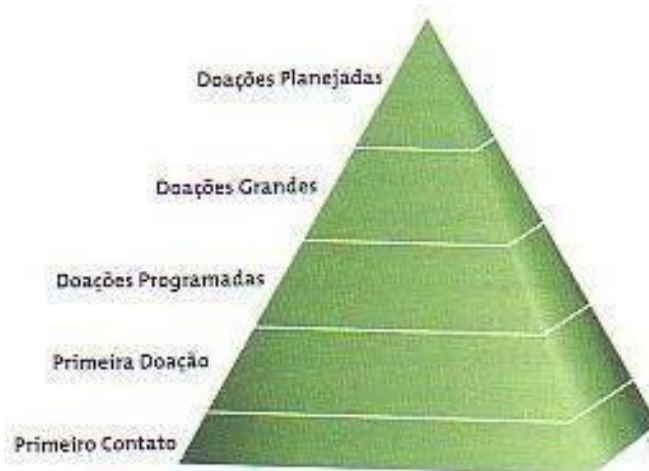 Doações Planejadas
Doações Grandes
Doações Programadas
Primeira Doação
Primeiro Contato